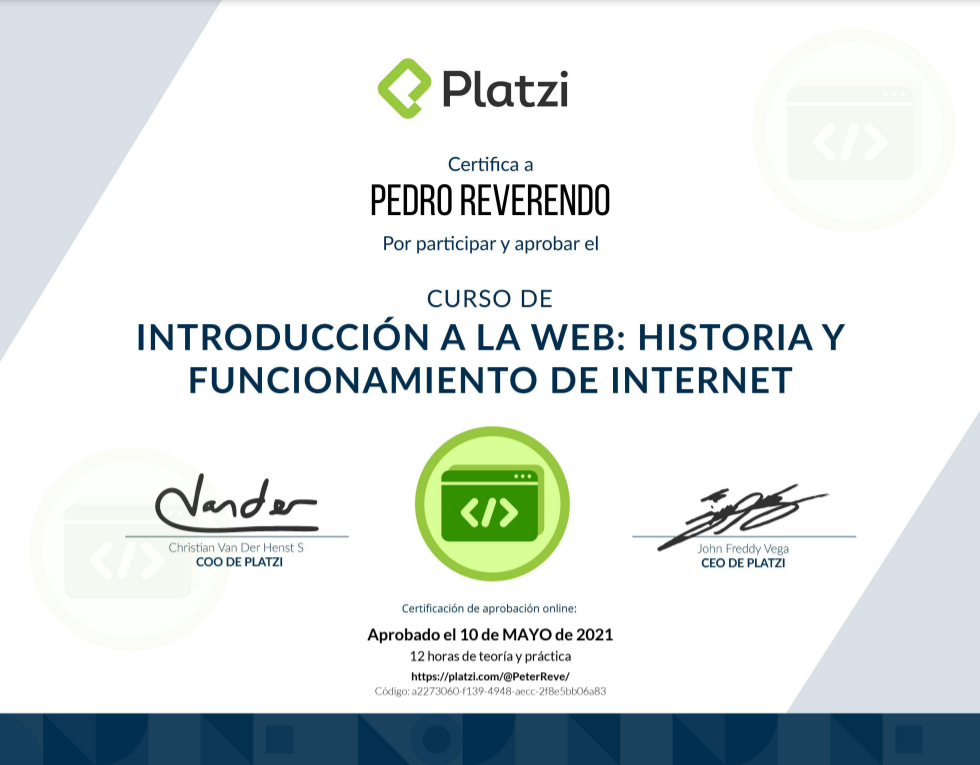 Platzi
Certifica a
PEDRO REVERENDO
Por participar y aprobar el
CURSO DE
INTRODUCCIÓN A LA WEB: HISTORIA Y
FUNCIONAMIENTO DE INTERNET
</>
Vander
Christian Van Der Henst S
COO DE PLATZI
John Freddy Vega
CEO DE PLATZI
Certificación de aprobación online:
Aprobado el 10 de MAYO de 2021
12 horas de teoría y práctica
https://platzi.com/@PeterReve/
Código: a2273060-f139-4948-aecc-2f8e5bb06a83